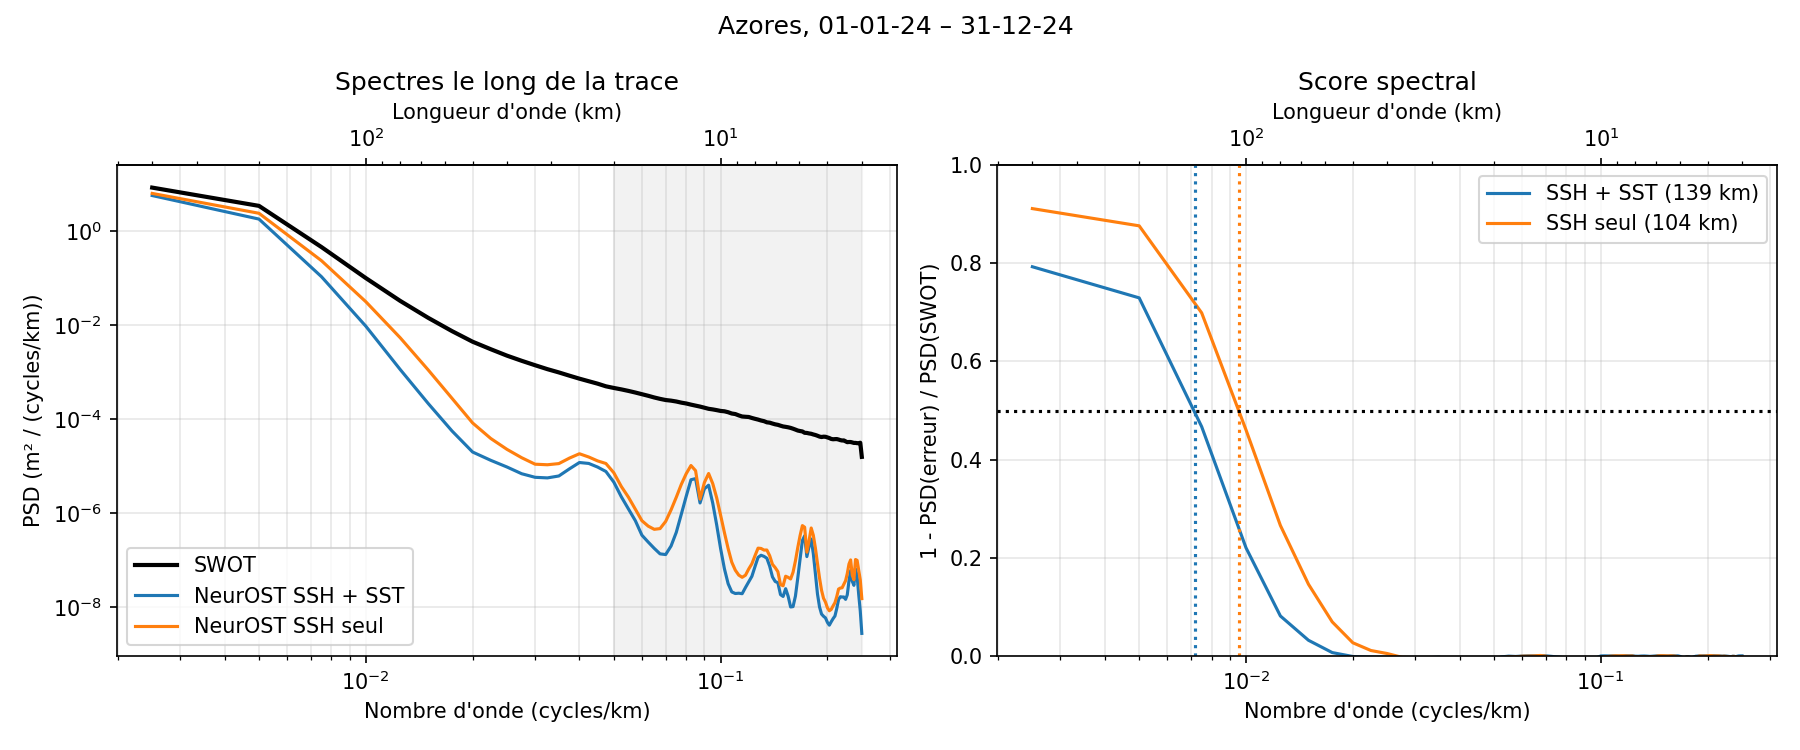 Azores, 01-01-24 – 31-12-24
Spectres le long de la trace
Longueur d'onde (km)
10² 10¹
PSD (m² / (cycles/km))
10⁰
10⁻²
10⁻⁴
10⁻⁶
10⁻⁸
SWOT
NeurOST SSH + SST
NeurOST SSH seul
10⁻² 10⁻¹
Nombre d'onde (cycles/km)
Score spectral
Longueur d'onde (km)
10² 10¹
1 - PSD(erreur) / PSD(SWOT)
1.0
0.8
0.6
0.4
0.2
0.0
SSH + SST (139 km)
SSH seul (104 km)
10⁻² 10⁻¹
Nombre d'onde (cycles/km)